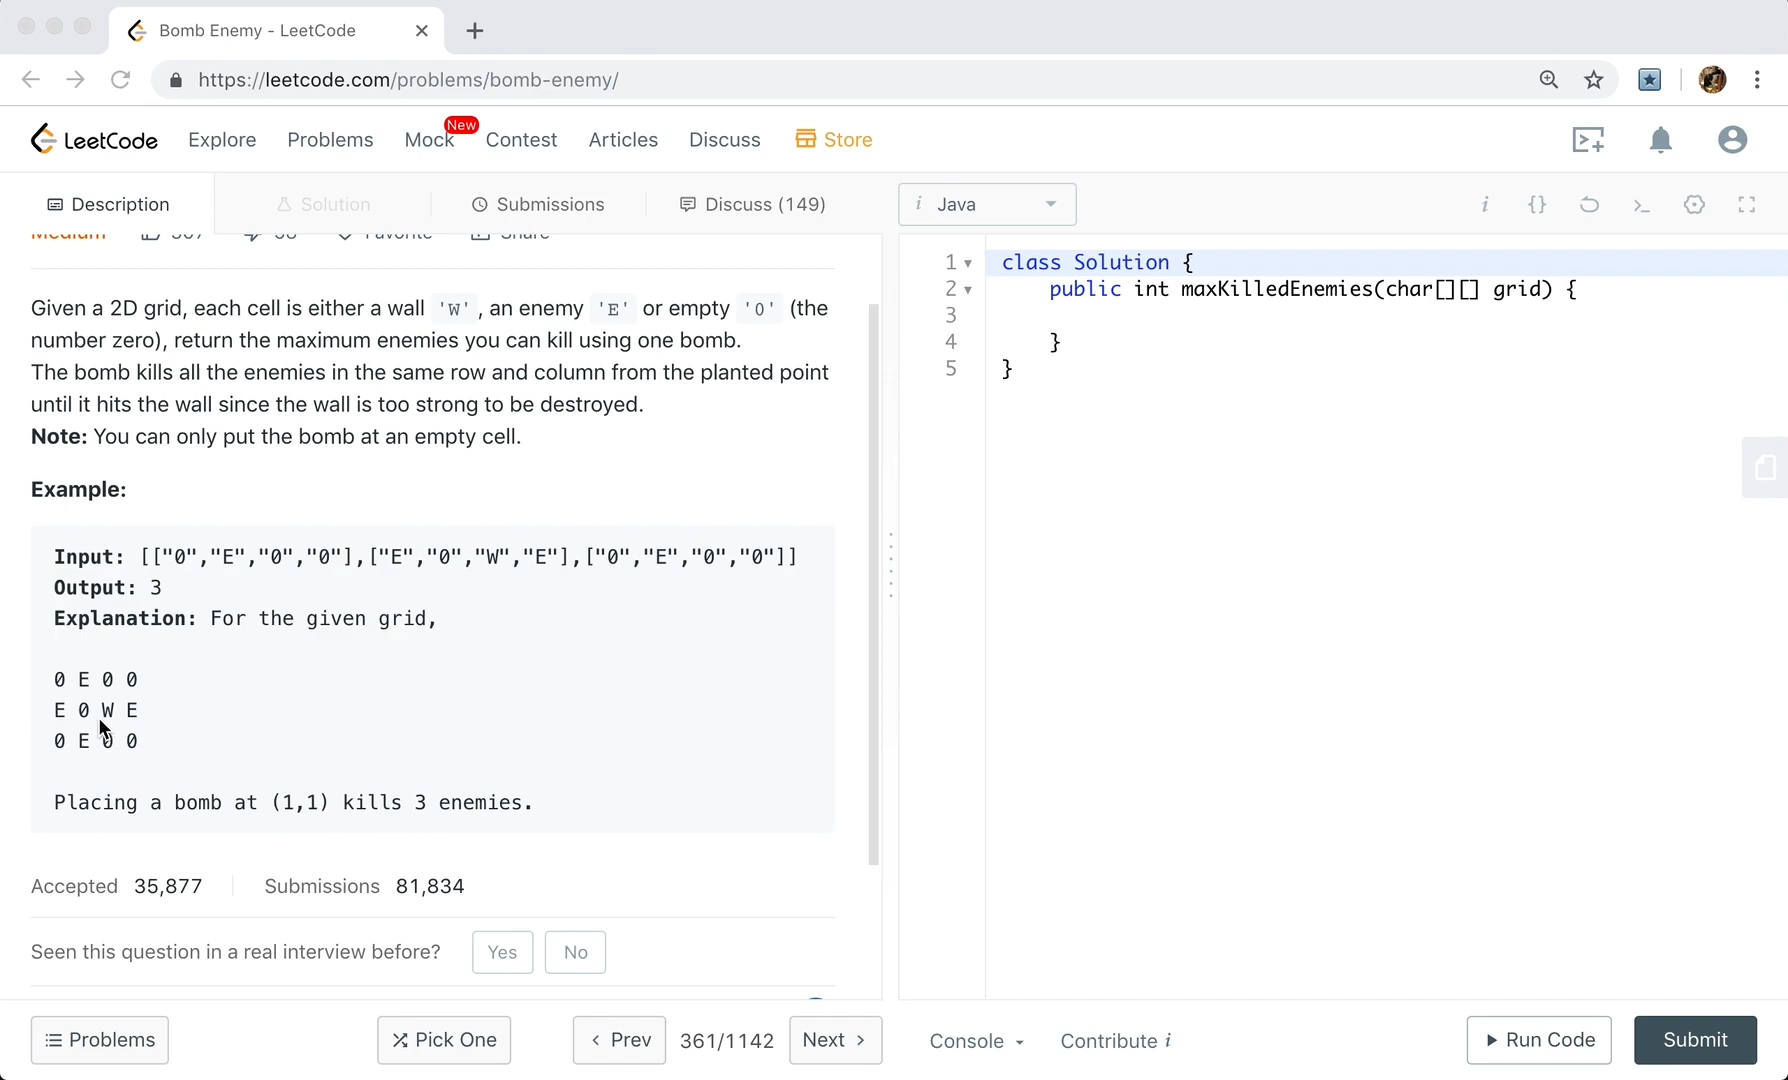 Bomb Enemy - LeetCode
https://leetcode.com/problems/bomb-enemy/
LeetCode Explore Problems Mock New Contest Articles Discuss Store
Description Solution Submissions Discuss (149) i Java
Medium Favorite Share
Given a 2D grid, each cell is either a wall 'W', an enemy 'E' or empty '0' (the
number zero), return the maximum enemies you can kill using one bomb.
The bomb kills all the enemies in the same row and column from the planted point
until it hits the wall since the wall is too strong to be destroyed.
Note: You can only put the bomb at an empty cell.
Example:
Input: [["0","E","0","0"],["E","0","W","E"],["0","E","0","0"]]
Output: 3
Explanation: For the given grid,
0 E 0 0
E 0 W E
0 E 0 0
Placing a bomb at (1,1) kills 3 enemies.
Accepted 35,877 Submissions 81,834
Seen this question in a real interview before? Yes No
1 class Solution {
2 public int maxKilledEnemies(char[][] grid) {
3
4 }
5 }
Problems Pick One Prev 361/1142 Next Console Contribute i Run Code Submit